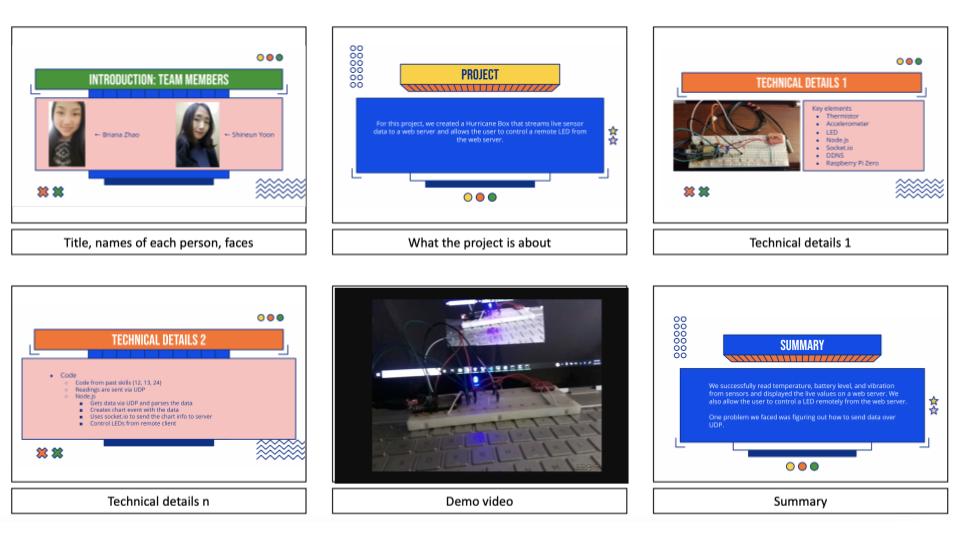 INTRODUCTION: TEAM MEMBERS
← Briana Zhao
← Shineun Yoon
Title, names of each person, faces
PROJECT
For this project, we created a Hurricane Box that streams live sensor
data to a web server and allows the user to control a remote LED from
the web server.
What the project is about
TECHNICAL DETAILS 1
Key elements
● Thermistor
● Accelerometer
● LED
● Node.js
● Socket.io
● DDNS
● Raspberry Pi Zero
Technical details 1
TECHNICAL DETAILS 2
● Code
○ Code from past skills (12, 13, 24)
○ Readings are sent via UDP
○ Node.js
■ Gets data via UDP and parses the data
■ Creates chart event with the data
■ Uses socket.io to send the chart info to server
■ Control LEDs from remote client
Technical details n
Demo video
SUMMARY
We successfully read temperature, battery level, and vibration
from sensors and displayed the live values on a web server. We
also allow the user to control a LED remotely from the web server.
One problem we faced was figuring out how to send data over
UDP.
Summary